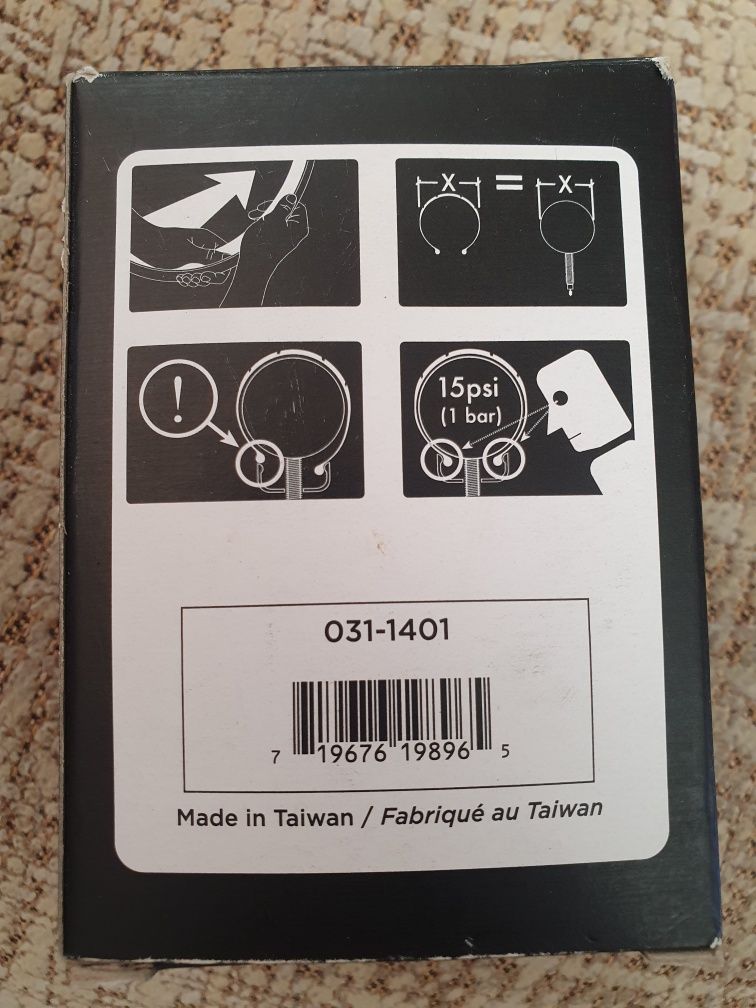 X = X
!
15psi
(1 bar)
031-1401
7 19676 19896 5
Made in Taiwan / Fabriqué au Taiwan